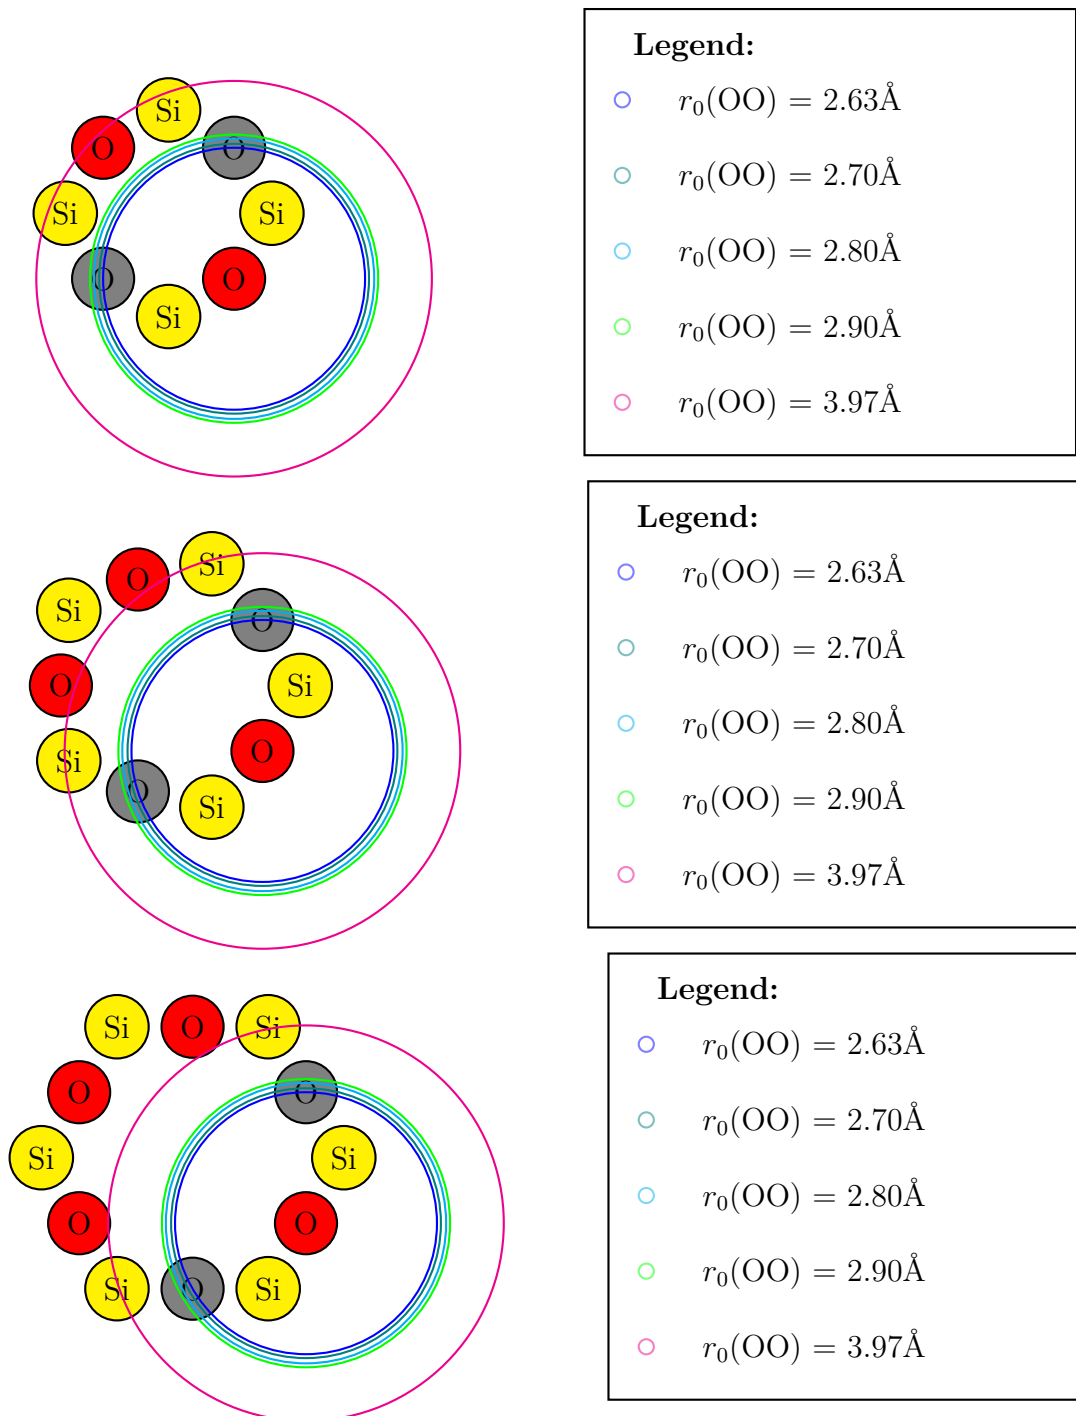 Si
O
O
Si
Si
O
O
Si
Legend:
r₀(OO) = 2.63Å
r₀(OO) = 2.70Å
r₀(OO) = 2.80Å
r₀(OO) = 2.90Å
r₀(OO) = 3.97Å
Si
O
Si
O
O
Si
Si
O
O
Si
Legend:
r₀(OO) = 2.63Å
r₀(OO) = 2.70Å
r₀(OO) = 2.80Å
r₀(OO) = 2.90Å
r₀(OO) = 3.97Å
Si
O
Si
O
O
Si
Si
O
O
Si
O
Si
Legend:
r₀(OO) = 2.63Å
r₀(OO) = 2.70Å
r₀(OO) = 2.80Å
r₀(OO) = 2.90Å
r₀(OO) = 3.97Å